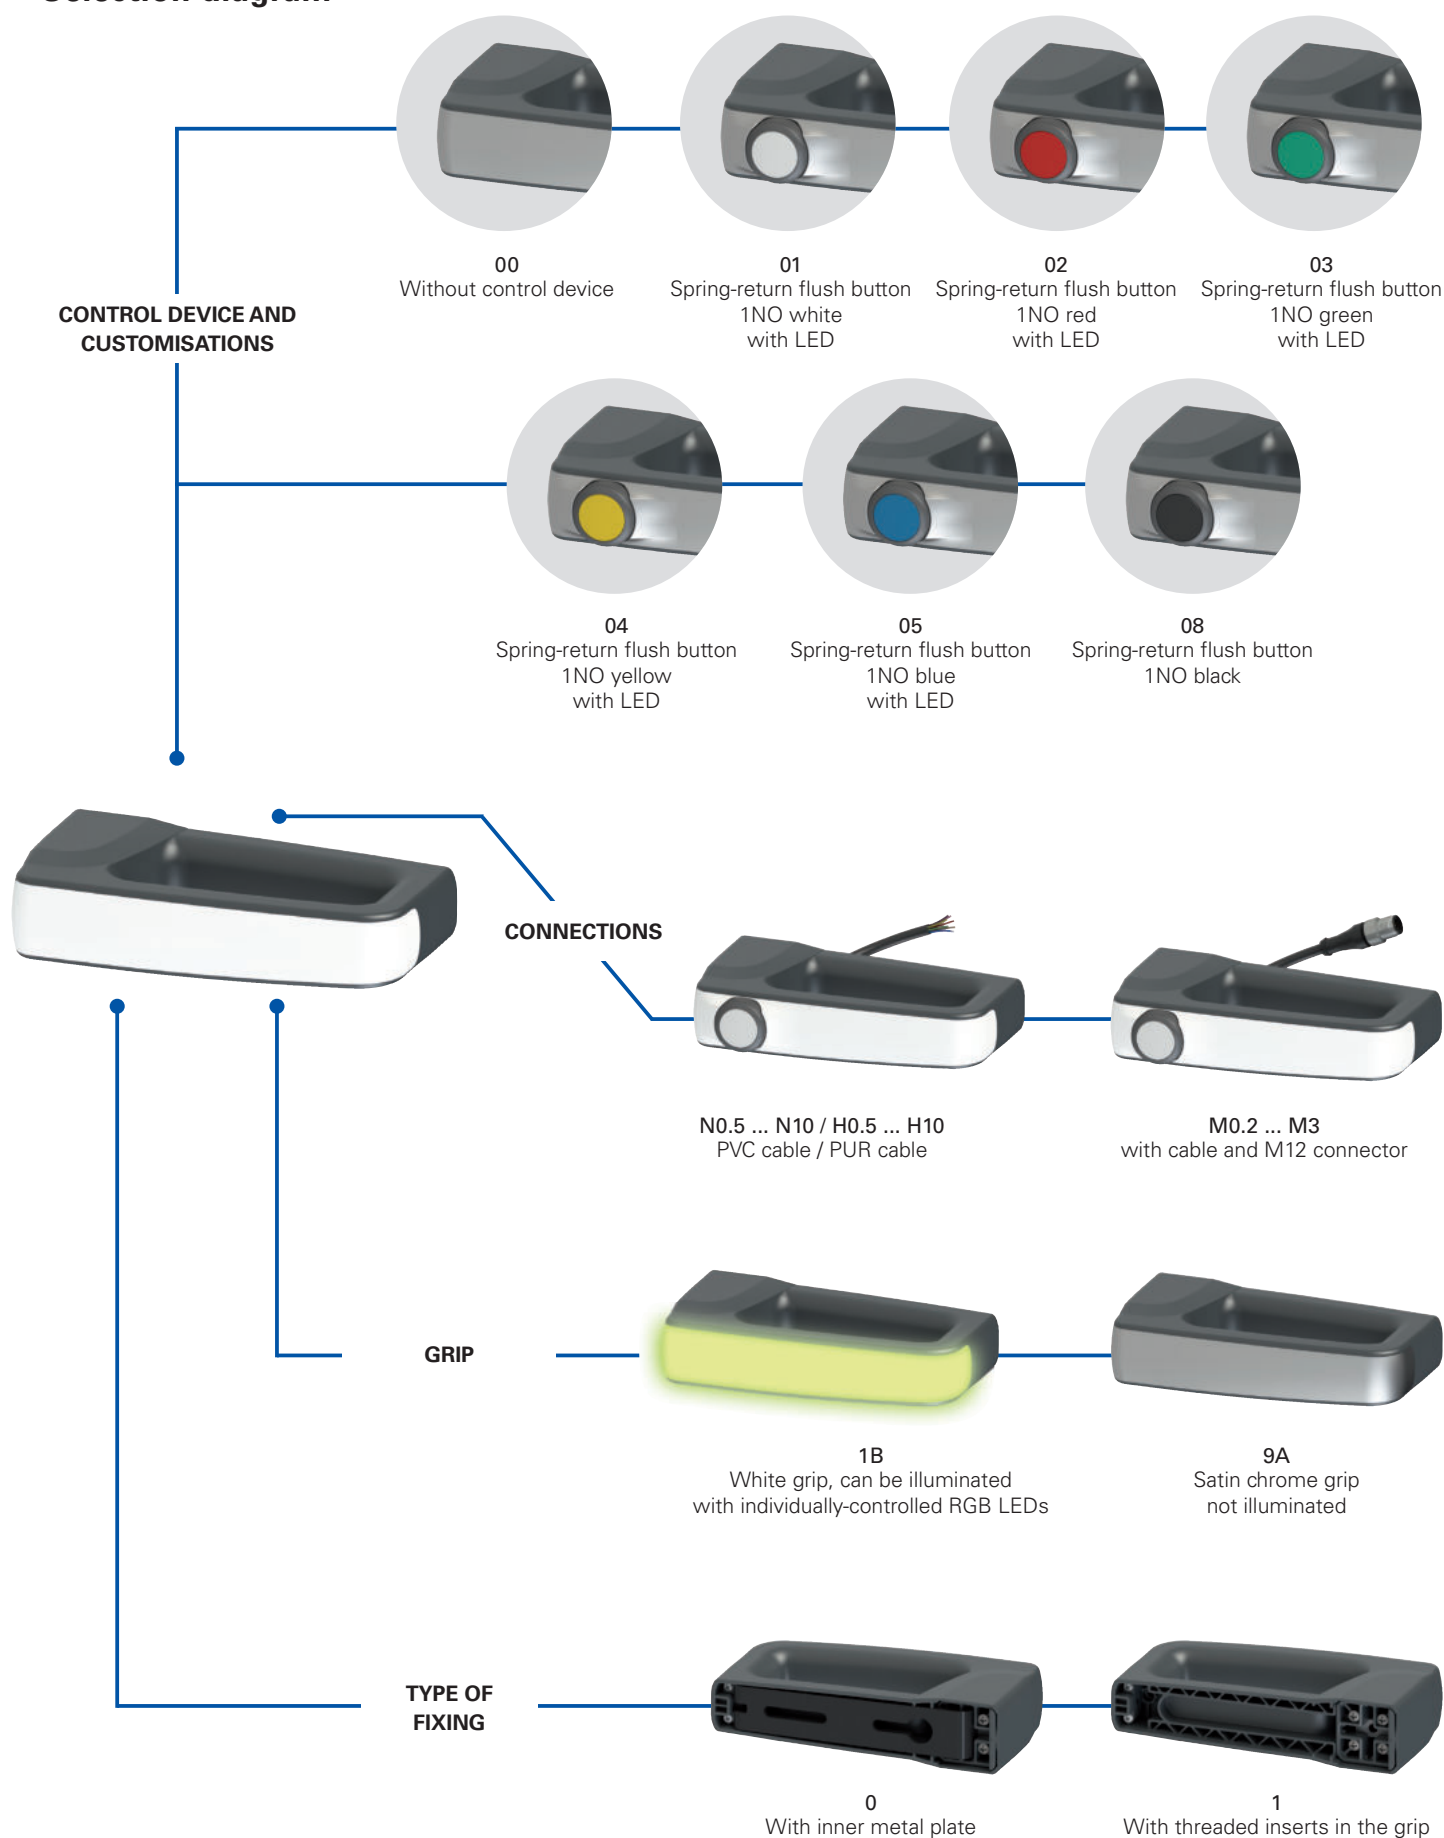 Selection diagram
00
Without control device
01
Spring-return flush button
1NO white
with LED
02
Spring-return flush button
1NO red
with LED
03
Spring-return flush button
1NO green
with LED
CONTROL DEVICE AND
CUSTOMISATIONS
04
Spring-return flush button
1NO yellow
with LED
05
Spring-return flush button
1NO blue
with LED
08
Spring-return flush button
1NO black
CONNECTIONS
N0.5 ... N10 / H0.5 ... H10
PVC cable / PUR cable
M0.2 ... M3
with cable and M12 connector
GRIP
1B
White grip, can be illuminated
with individually-controlled RGB LEDs
9A
Satin chrome grip
not illuminated
TYPE OF
FIXING
0
With inner metal plate
1
With threaded inserts in the grip